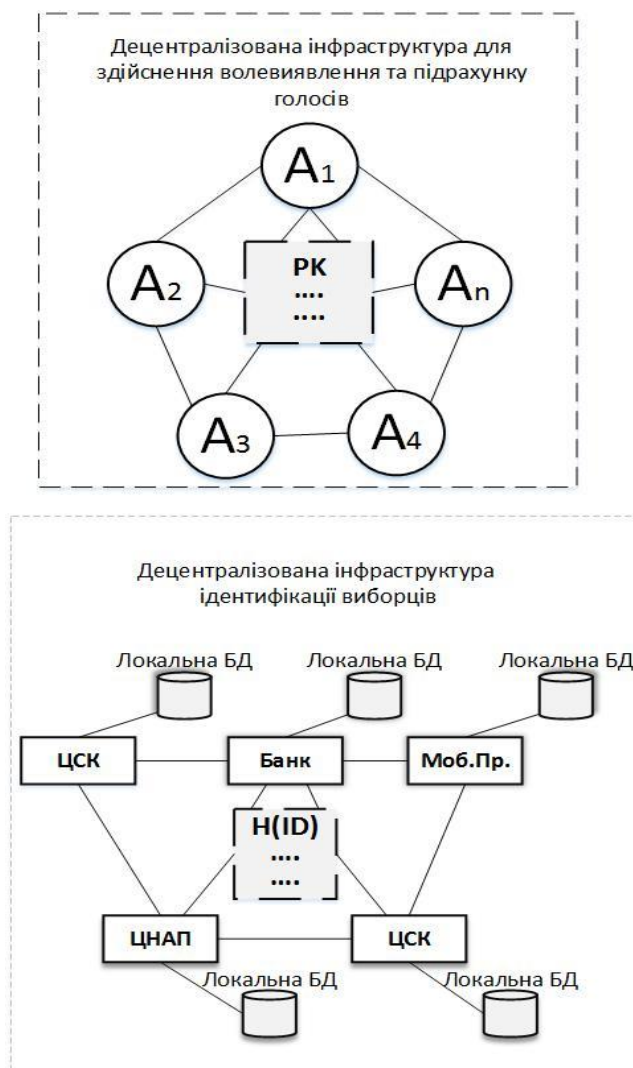 Децентралізована інфраструктура для
здійснення волевиявлення та підрахунку
голосів
A1
A2
PK
....
....
An
A3
A4
Децентралізована інфраструктура
ідентифікації виборців
Локальна БД
Локальна БД
Локальна БД
ЦСК
Банк
Моб.Пр.
H(ID)
....
....
ЦНАП
ЦСК
Локальна БД
Локальна БД